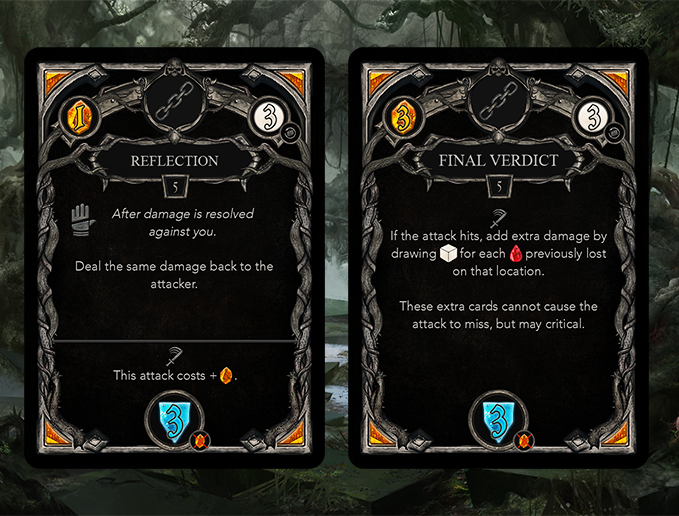 1
3
REFLECTION
5
After damage is resolved
against you.
Deal the same damage back to the
attacker.
This attack costs + .
3
3
3
FINAL VERDICT
5
If the attack hits, add extra damage by
drawing for each previously lost
on that location.
These extra cards cannot cause the
attack to miss, but may critical.
3